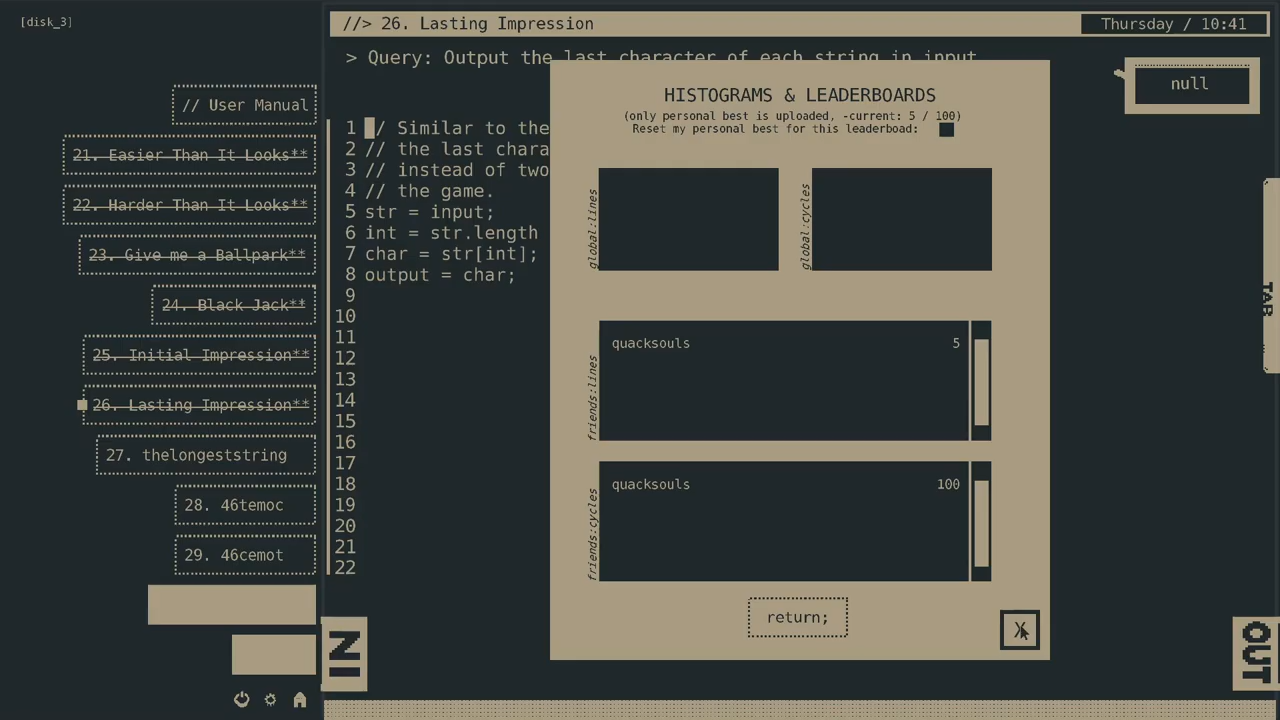 [disk_3]
//> 26. Lasting Impression
Thursday / 10:41
> Query: Output the last character of each string in input
null
// User Manual
21. Easier Than It Looks**
22. Harder Than It Looks**
23. Give me a Ballpark**
24. Black Jack**
25. Initial Impression**
26. Lasting Impression**
27. thelongeststring
28. 46temoc
29. 46cemot
1 // Similar to the
2 // the last chara
3 // instead of two
4 // the game.
5 str = input;
6 int = str.length
7 char = str[int];
8 output = char;
9
10
11
12
13
14
15
16
17
18
19
20
21
22
HISTOGRAMS & LEADERBOARDS
(only personal best is uploaded, -current: 5 / 100)
Reset my personal best for this leaderboad:
global:lines
global:cycles
friends:lines
quacksouls 5
friends:cycles
quacksouls 100
return;
X
TAB
IN
OUT